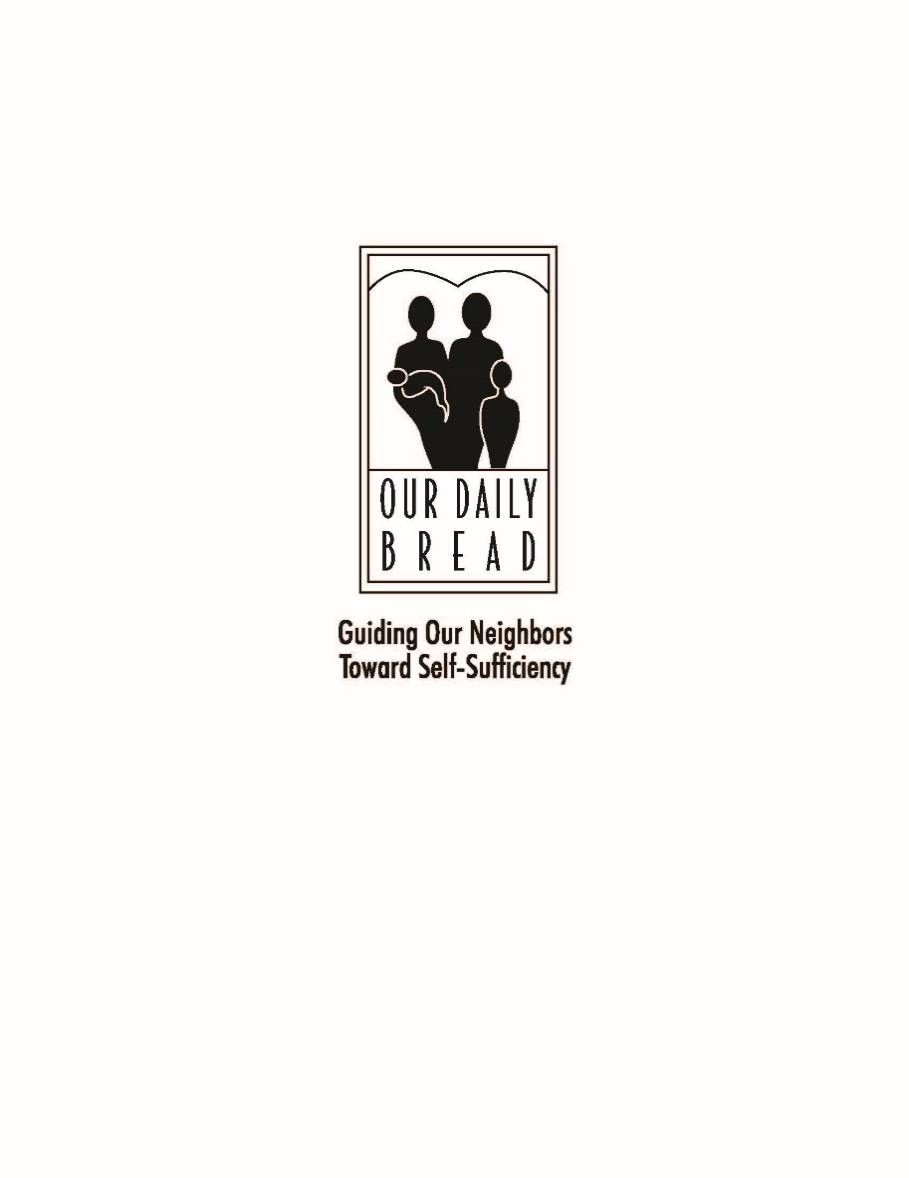 OUR DAILY
BREAD
Guiding Our Neighbors
Toward Self-Sufficiency